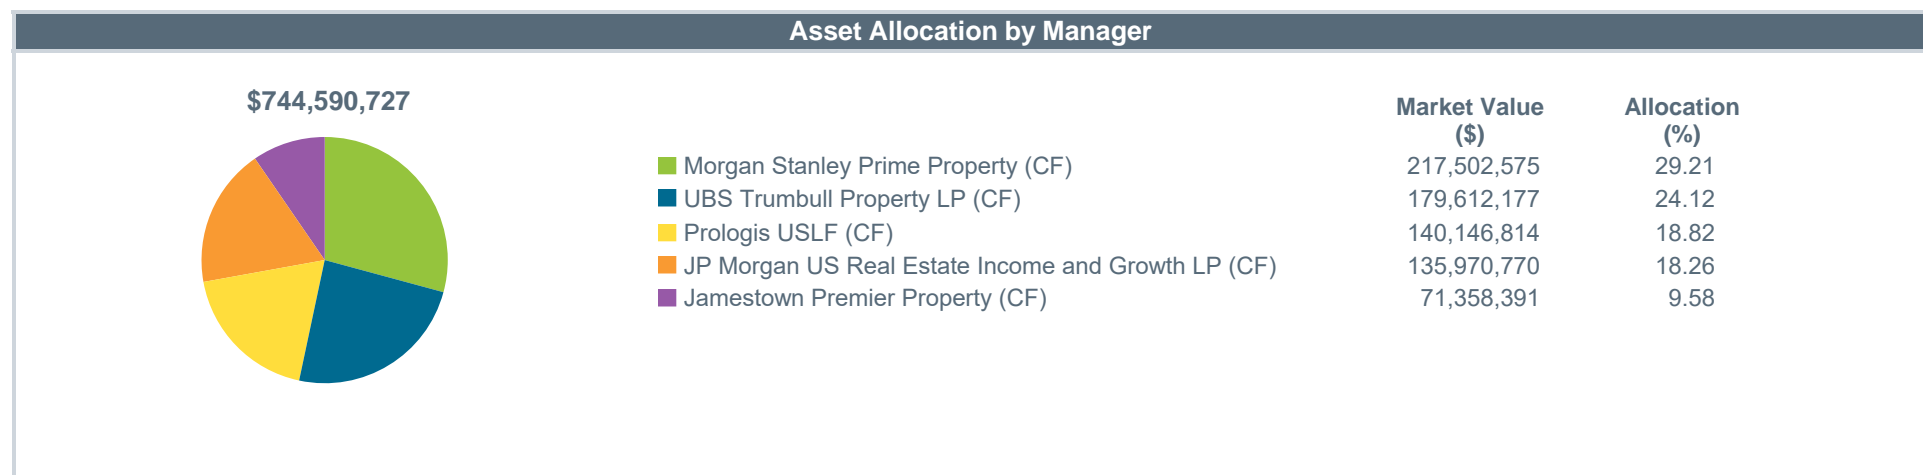 Asset Allocation by Manager
$744,590,727
Market Value Allocation
($) (%)
Morgan Stanley Prime Property (CF) 217,502,575 29.21
UBS Trumbull Property LP (CF) 179,612,177 24.12
Prologis USLF (CF) 140,146,814 18.82
JP Morgan US Real Estate Income and Growth LP (CF) 135,970,770 18.26
Jamestown Premier Property (CF) 71,358,391 9.58